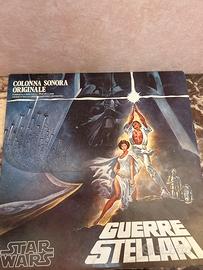 COLONNA SONORA
ORIGINALE
STAR
WARS
GUERRE
STELLARI